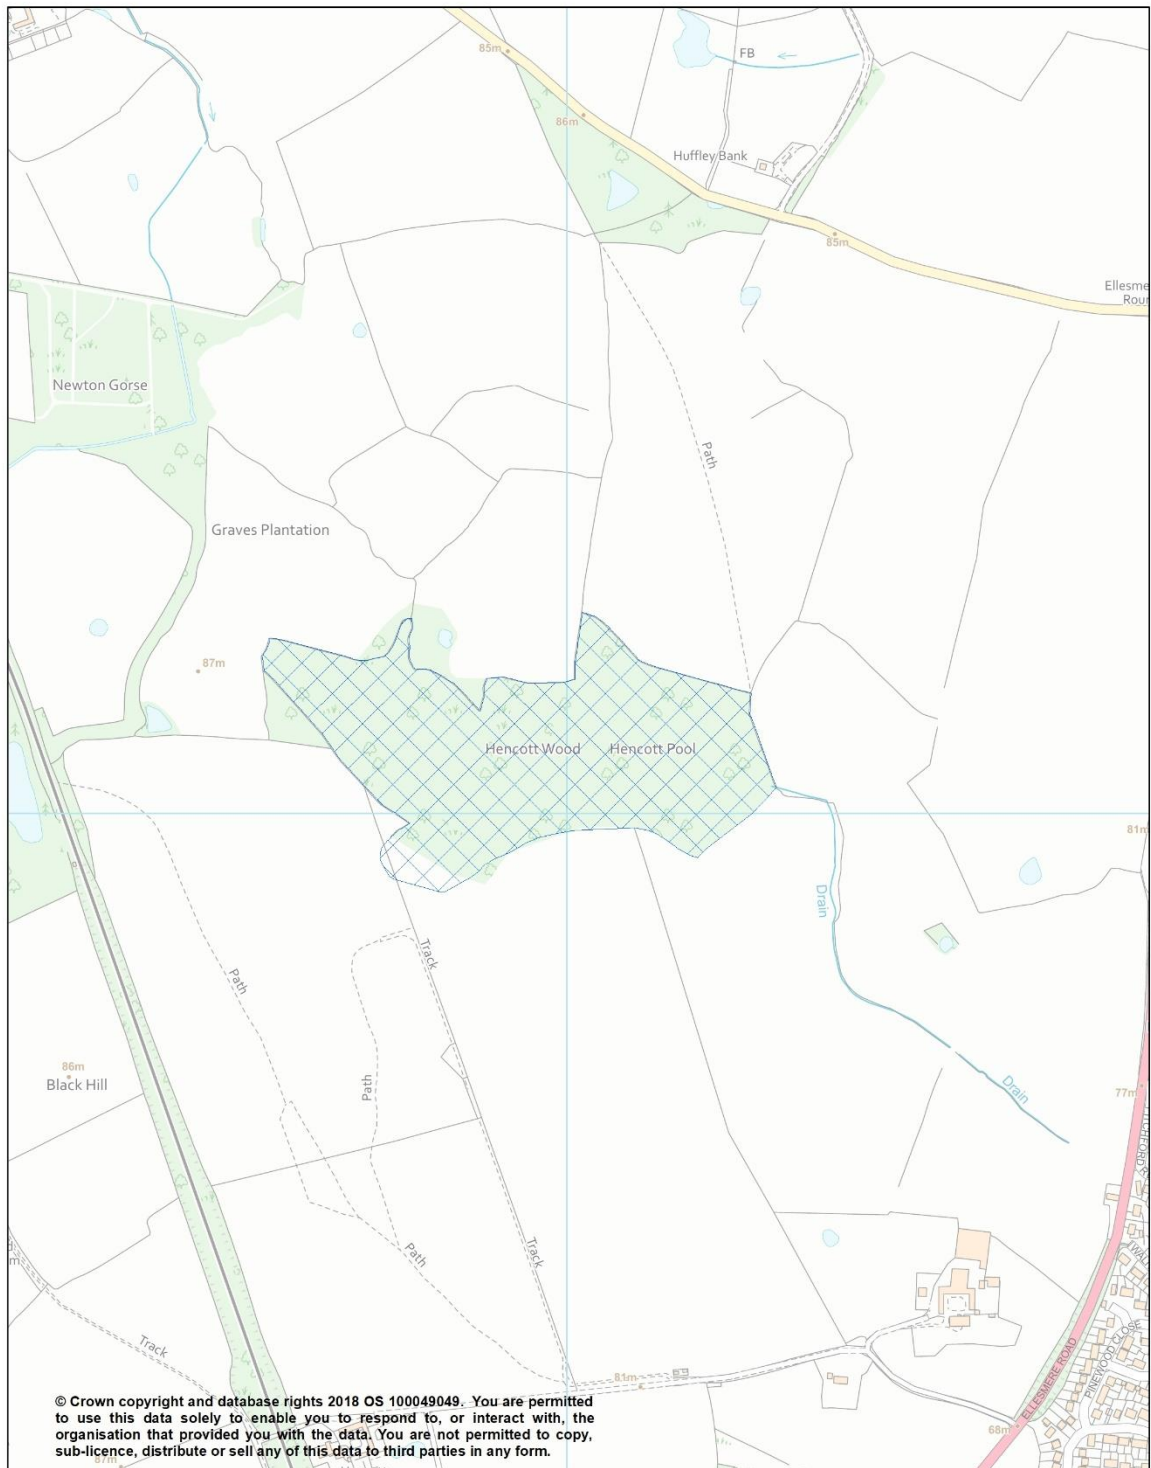 85m
FB
86m
Huffley Bank
85m
Ellesme
Roun
Newton Gorse
Path
Graves Plantation
87m
Hencott Wood
Hencott Pool
81m
Drain
Track
Path
86m
Black Hill
Path
Drain
77m
Path
Track
Track
81m
PINEWOOD CLOSE
ELLESMERE ROAD
68m
87m
© Crown copyright and database rights 2018 OS 100049049. You are permitted
to use this data solely to enable you to respond to, or interact with, the
organisation that provided you with the data. You are not permitted to copy,
sub-licence, distribute or sell any of this data to third parties in any form.